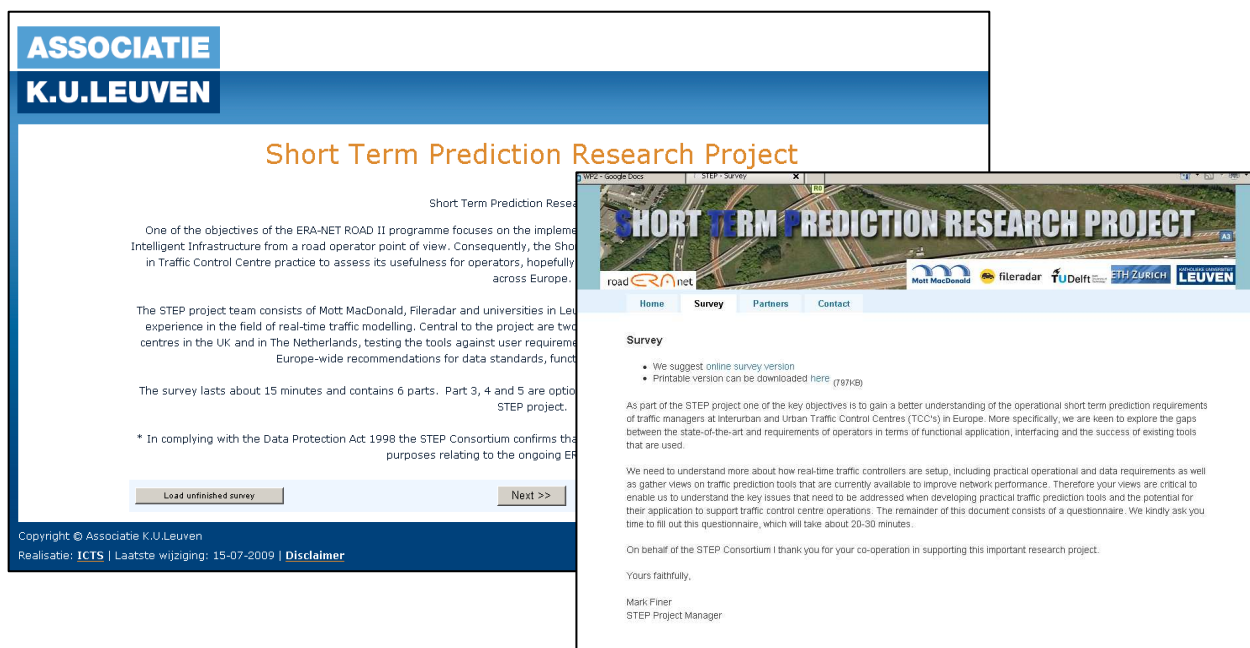 ASSOCIATIE
K.U.LEUVEN
Short Term Prediction Research Project
Short Term Prediction Resea
One of the objectives of the ERA-NET ROAD II programme focuses on the impleme
Intelligent Infrastructure from a road operator point of view. Consequently, the Sho
in Traffic Control Centre practice to assess its usefulness for operators, hopefully
across Europe.
The STEP project team consists of Mott MacDonald, Fileradar and universities in Leu
experience in the field of real-time traffic modelling. Central to the project are two
centres in the UK and in The Netherlands, testing the tools against user requireme
Europe-wide recommendations for data standards, funct
The survey lasts about 15 minutes and contains 6 parts. Part 3, 4 and 5 are optio
STEP project.
* In complying with the Data Protection Act 1998 the STEP Consortium confirms tha
purposes relating to the ongoing ER
Load unfinished survey
Next >>
Copyright © Associatie K.U.Leuven
Realisatie: ICTS | Laatste wijziging: 15-07-2009 | Disclaimer
WP2 - Google Docs STEP - Survey x
R0
SHORT TERM PREDICTION RESEARCH PROJECT
A3
road ERA net
Mott MacDonald fileradar TU Delft ETH ZURICH KATHOLIEKE UNIVERSITEIT LEUVEN
Home Survey Partners Contact
Survey
• We suggest online survey version
• Printable version can be downloaded here (797KB)
As part of the STEP project one of the key objectives is to gain a better understanding of the operational short term prediction requirements
of traffic managers at Interurban and Urban Traffic Control Centres (TCC's) in Europe. More specifically, we are keen to explore the gaps
between the state-of-the-art and requirements of operators in terms of functional application, interfacing and the success of existing tools
that are used.
We need to understand more about how real-time traffic controllers are setup, including practical operational and data requirements as well
as gather views on traffic prediction tools that are currently available to improve network performance. Therefore your views are critical to
enable us to understand the key issues that need to be addressed when developing practical traffic prediction tools and the potential for
their application to support traffic control centre operations. The remainder of this document consists of a questionnaire. We kindly ask you
time to fill out this questionnaire, which will take about 20-30 minutes.
On behalf of the STEP Consortium I thank you for your co-operation in supporting this important research project.
Yours faithfully,
Mark Finer
STEP Project Manager